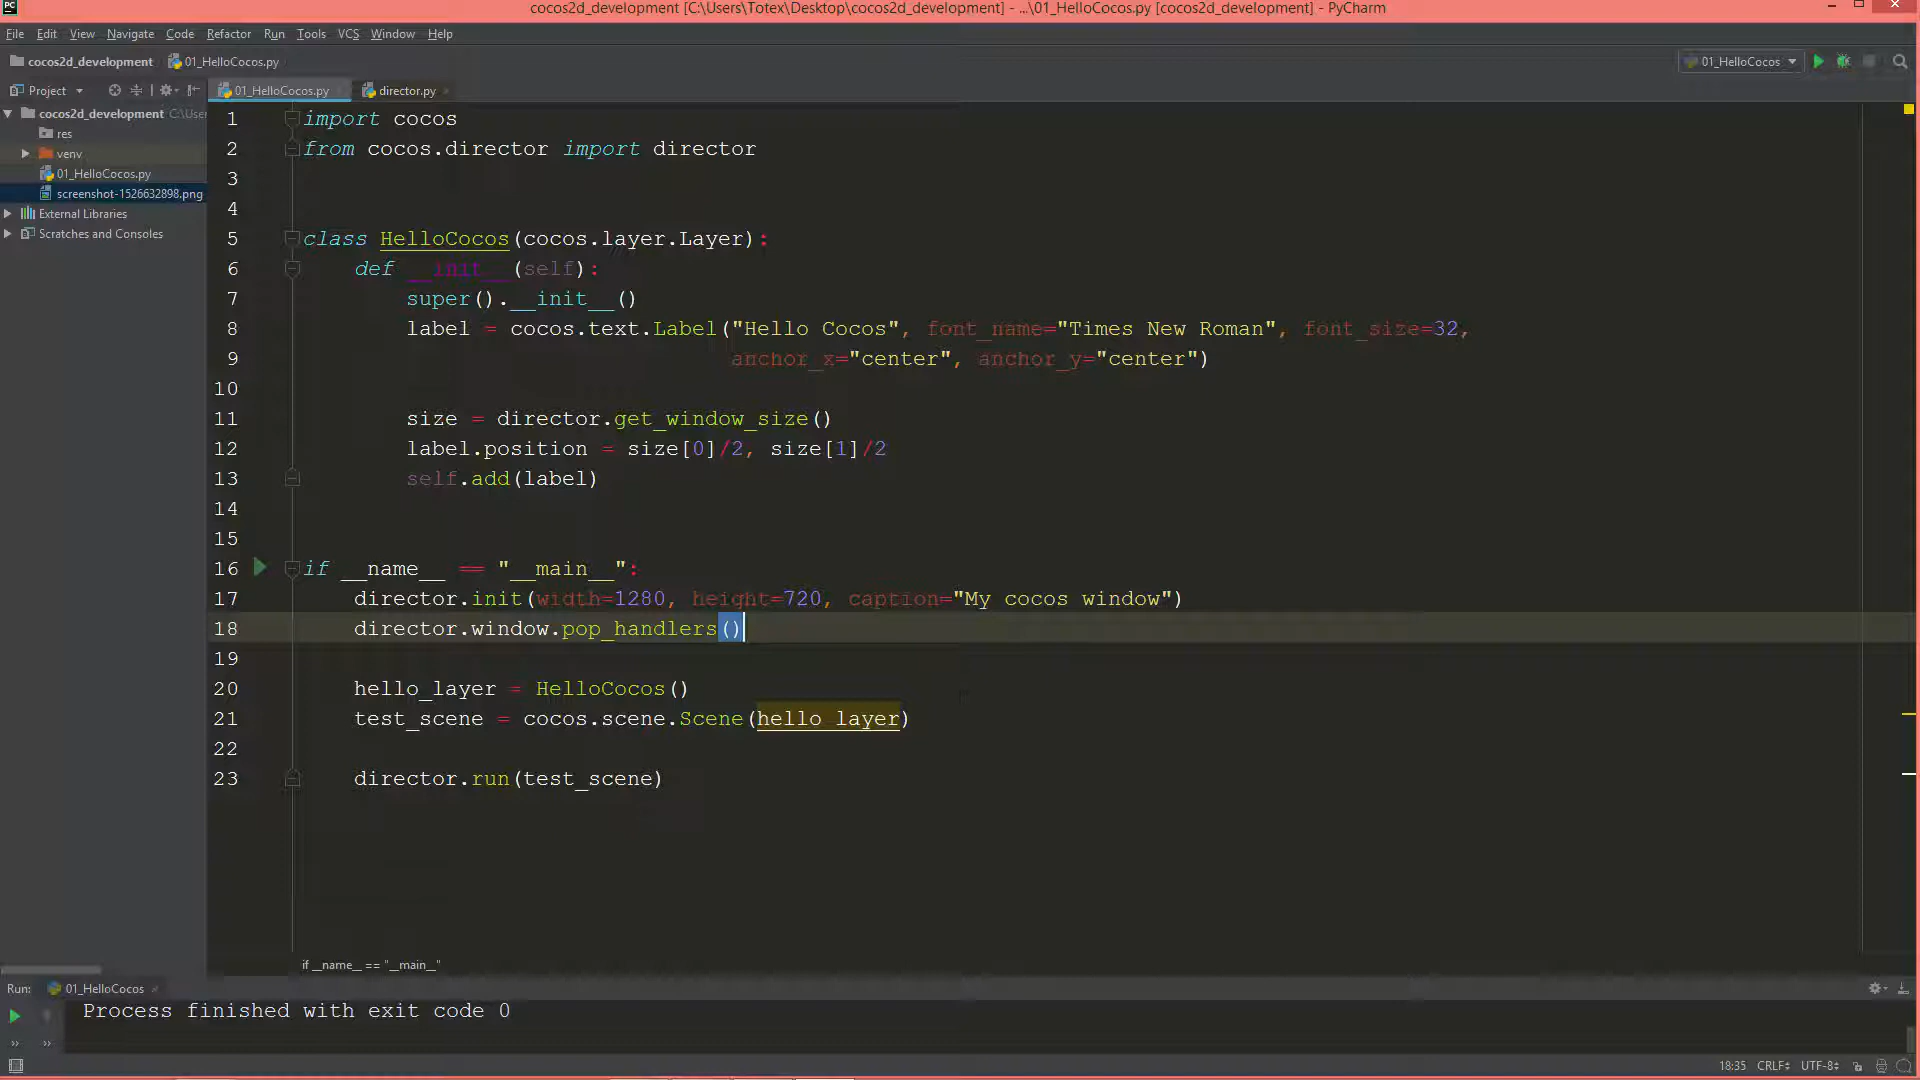 PC cocos2d_development [C:\Users\Totex\Desktop\cocos2d_development] - ...\01_HelloCocos.py [cocos2d_development] - PyCharm
File Edit View Navigate Code Refactor Run Tools VCS Window Help
cocos2d_development 01_HelloCocos.py 01_HelloCocos
Project 01_HelloCocos.py director.py
cocos2d_development C:\User
res
venv
01_HelloCocos.py
screenshot-1526632898.png
External Libraries
Scratches and Consoles
1 import cocos
2 from cocos.director import director
3
4
5 class HelloCocos(cocos.layer.Layer):
6 def __init__(self):
7 super().__init__()
8 label = cocos.text.Label("Hello Cocos", font_name="Times New Roman", font_size=32,
9 anchor_x="center", anchor_y="center")
10
11 size = director.get_window_size()
12 label.position = size[0]/2, size[1]/2
13 self.add(label)
14
15
16 if __name__ == "__main__":
17 director.init(width=1280, height=720, caption="My cocos window")
18 director.window.pop_handlers()
19
20 hello_layer = HelloCocos()
21 test_scene = cocos.scene.Scene(hello_layer)
22
23 director.run(test_scene)
if __name__ == "__main__"
Run: 01_HelloCocos
Process finished with exit code 0
18:35 CRLF UTF-8